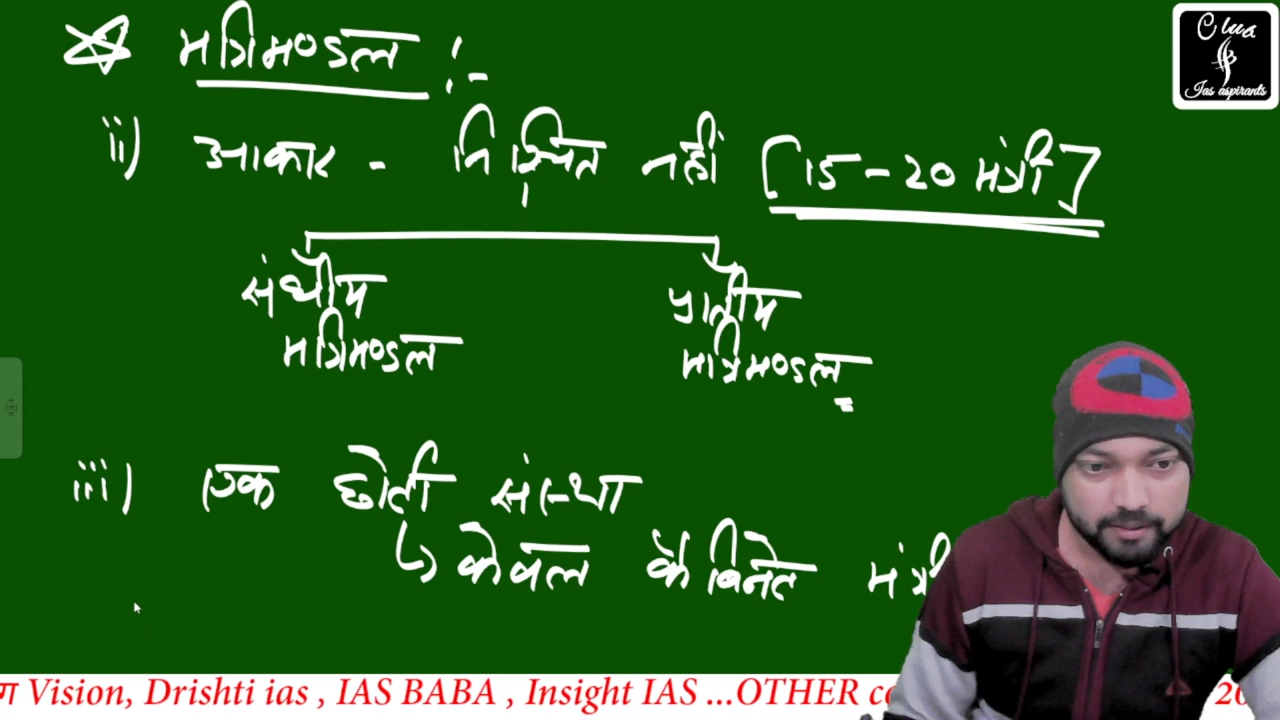 मंत्रिमण्डल :-
ii) आकार - निश्चित नहीं [15-20 मंत्री]
संघीय
मंत्रिमण्डल
प्रांतीय
मंत्रिमण्डल
iii) एक छोटी संस्था
↳ केवल कैबिनेट मंत्री
Clua
Ias aspirants
Vision, Drishti ias , IAS BABA , Insight IAS ...OTHER